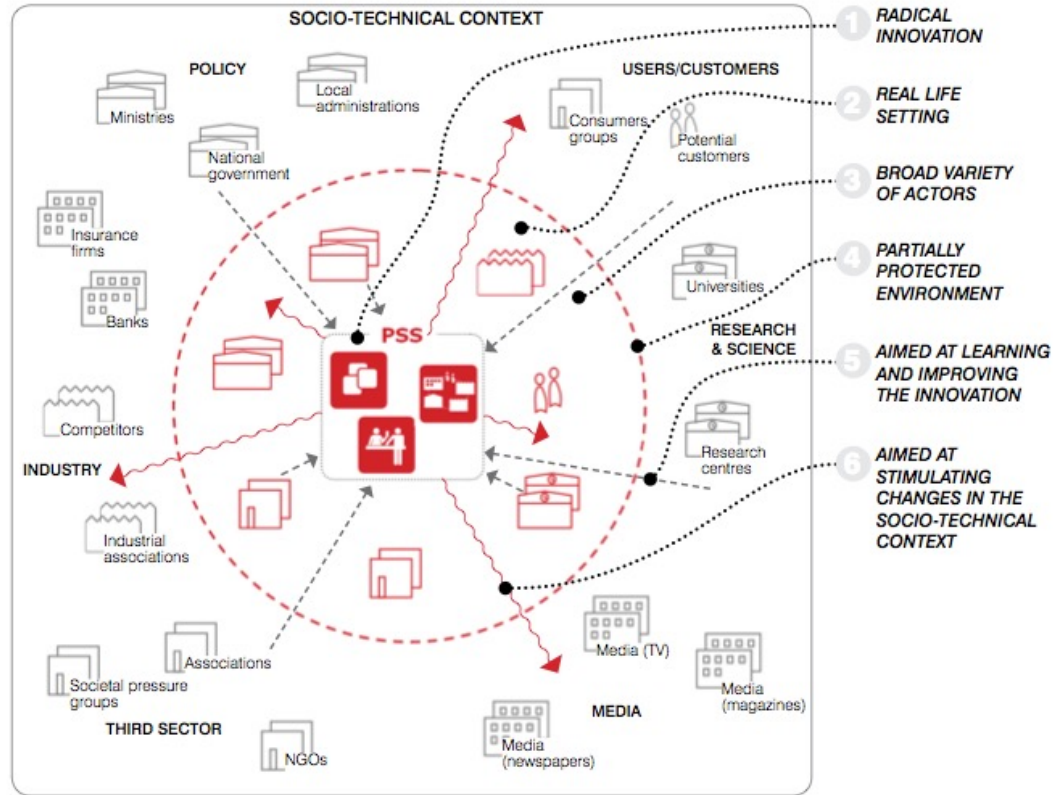 SOCIO-TECHNICAL CONTEXT
POLICY
Ministries
Local
administrations
National
government
USERS/CUSTOMERS
Consumers
groups
Potential
customers
Insurance
firms
Banks
Universities
RESEARCH
& SCIENCE
Research
centres
PSS
Competitors
INDUSTRY
Industrial
associations
Associations
Societal pressure
groups
THIRD SECTOR
NGOs
Media (TV)
Media
(magazines)
MEDIA
Media
(newspapers)
1 RADICAL
INNOVATION
2 REAL LIFE
SETTING
3 BROAD VARIETY
OF ACTORS
4 PARTIALLY
PROTECTED
ENVIRONMENT
5 AIMED AT LEARNING
AND IMPROVING
THE INNOVATION
6 AIMED AT
STIMULATING
CHANGES IN THE
SOCIO-TECHNICAL
CONTEXT